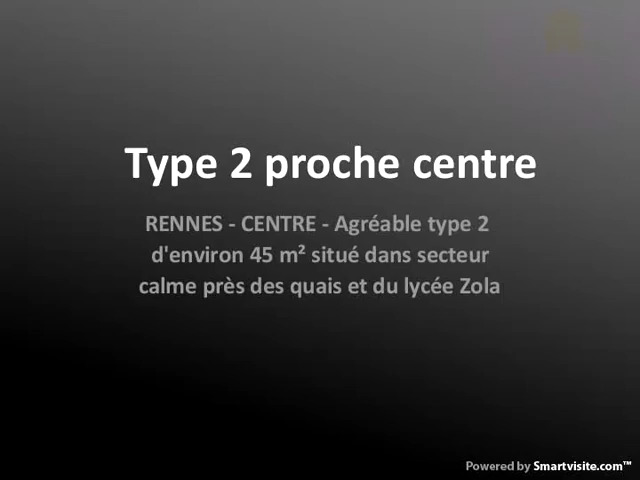 Type 2 proche centre
RENNES - CENTRE - Agréable type 2
d'environ 45 m² situé dans secteur
calme près des quais et du lycée Zola
Powered by Smartvisite.com™